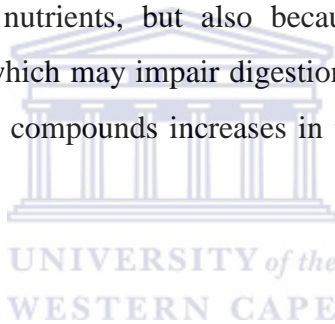 nutrients, but also becau
which may impair digestion
compounds increases in
UNIVERSITY of the
WESTERN CAPE